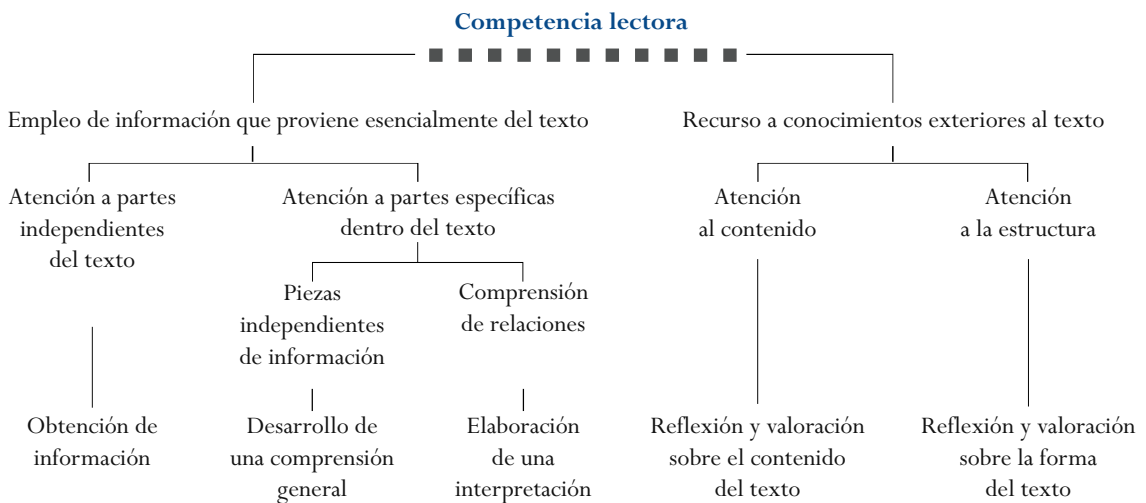 Competencia lectora
Empleo de información que proviene esencialmente del texto
Recurso a conocimientos exteriores al texto
Atención a partes
independientes
del texto
Atención a partes específicas
dentro del texto
Atención
al contenido
Atención
a la estructura
Piezas
independientes
de información
Comprensión
de relaciones
Obtención de
información
Desarrollo de
una comprensión
general
Elaboración
de una
interpretación
Reflexión y valoración
sobre el contenido
del texto
Reflexión y valoración
sobre la forma
del texto